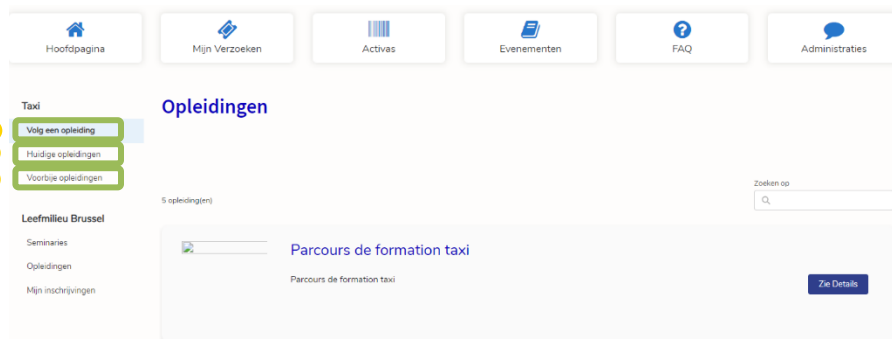 Hoofdpagina
Mijn Verzoeken
Activas
Evenementen
FAQ
Administraties
Taxi
Volg een opleiding
Huidige opleidingen
Voorbije opleidingen
Leefmilieu Brussel
Seminaries
Opleidingen
Mijn inschrijvingen
Opleidingen
5 opleiding(en)
Zoeken op
Parcours de formation taxi
Parcours de formation taxi
Zie Details